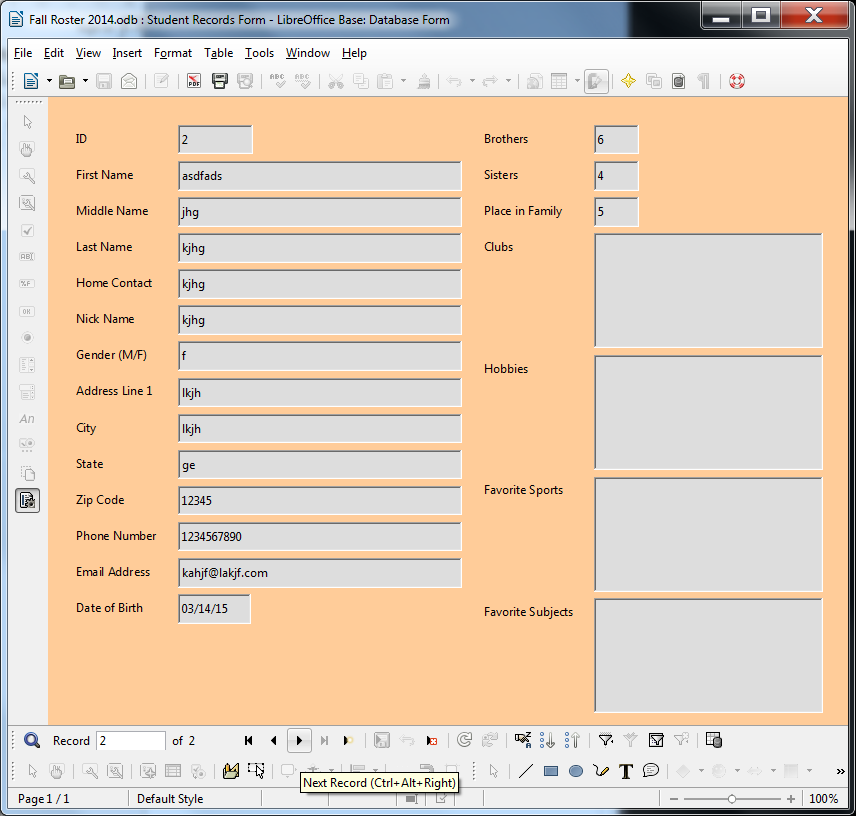 Fall Roster 2014.odb : Student Records Form - LibreOffice Base: Database Form
File Edit View Insert Format Table Tools Window Help
PDF ABC ABC
ID 2
First Name asdfads
Middle Name jhg
Last Name kjhg
Home Contact kjhg
Nick Name kjhg
Gender (M/F) f
Address Line 1 lkjh
City lkjh
State ge
Zip Code 12345
Phone Number 1234567890
Email Address kahjf@lakjf.com
Date of Birth 03/14/15
Brothers 6
Sisters 4
Place in Family 5
Clubs
Hobbies
Favorite Sports
Favorite Subjects
Record 2 of 2
Next Record (Ctrl+Alt+Right)
Page 1 / 1 Default Style 100%